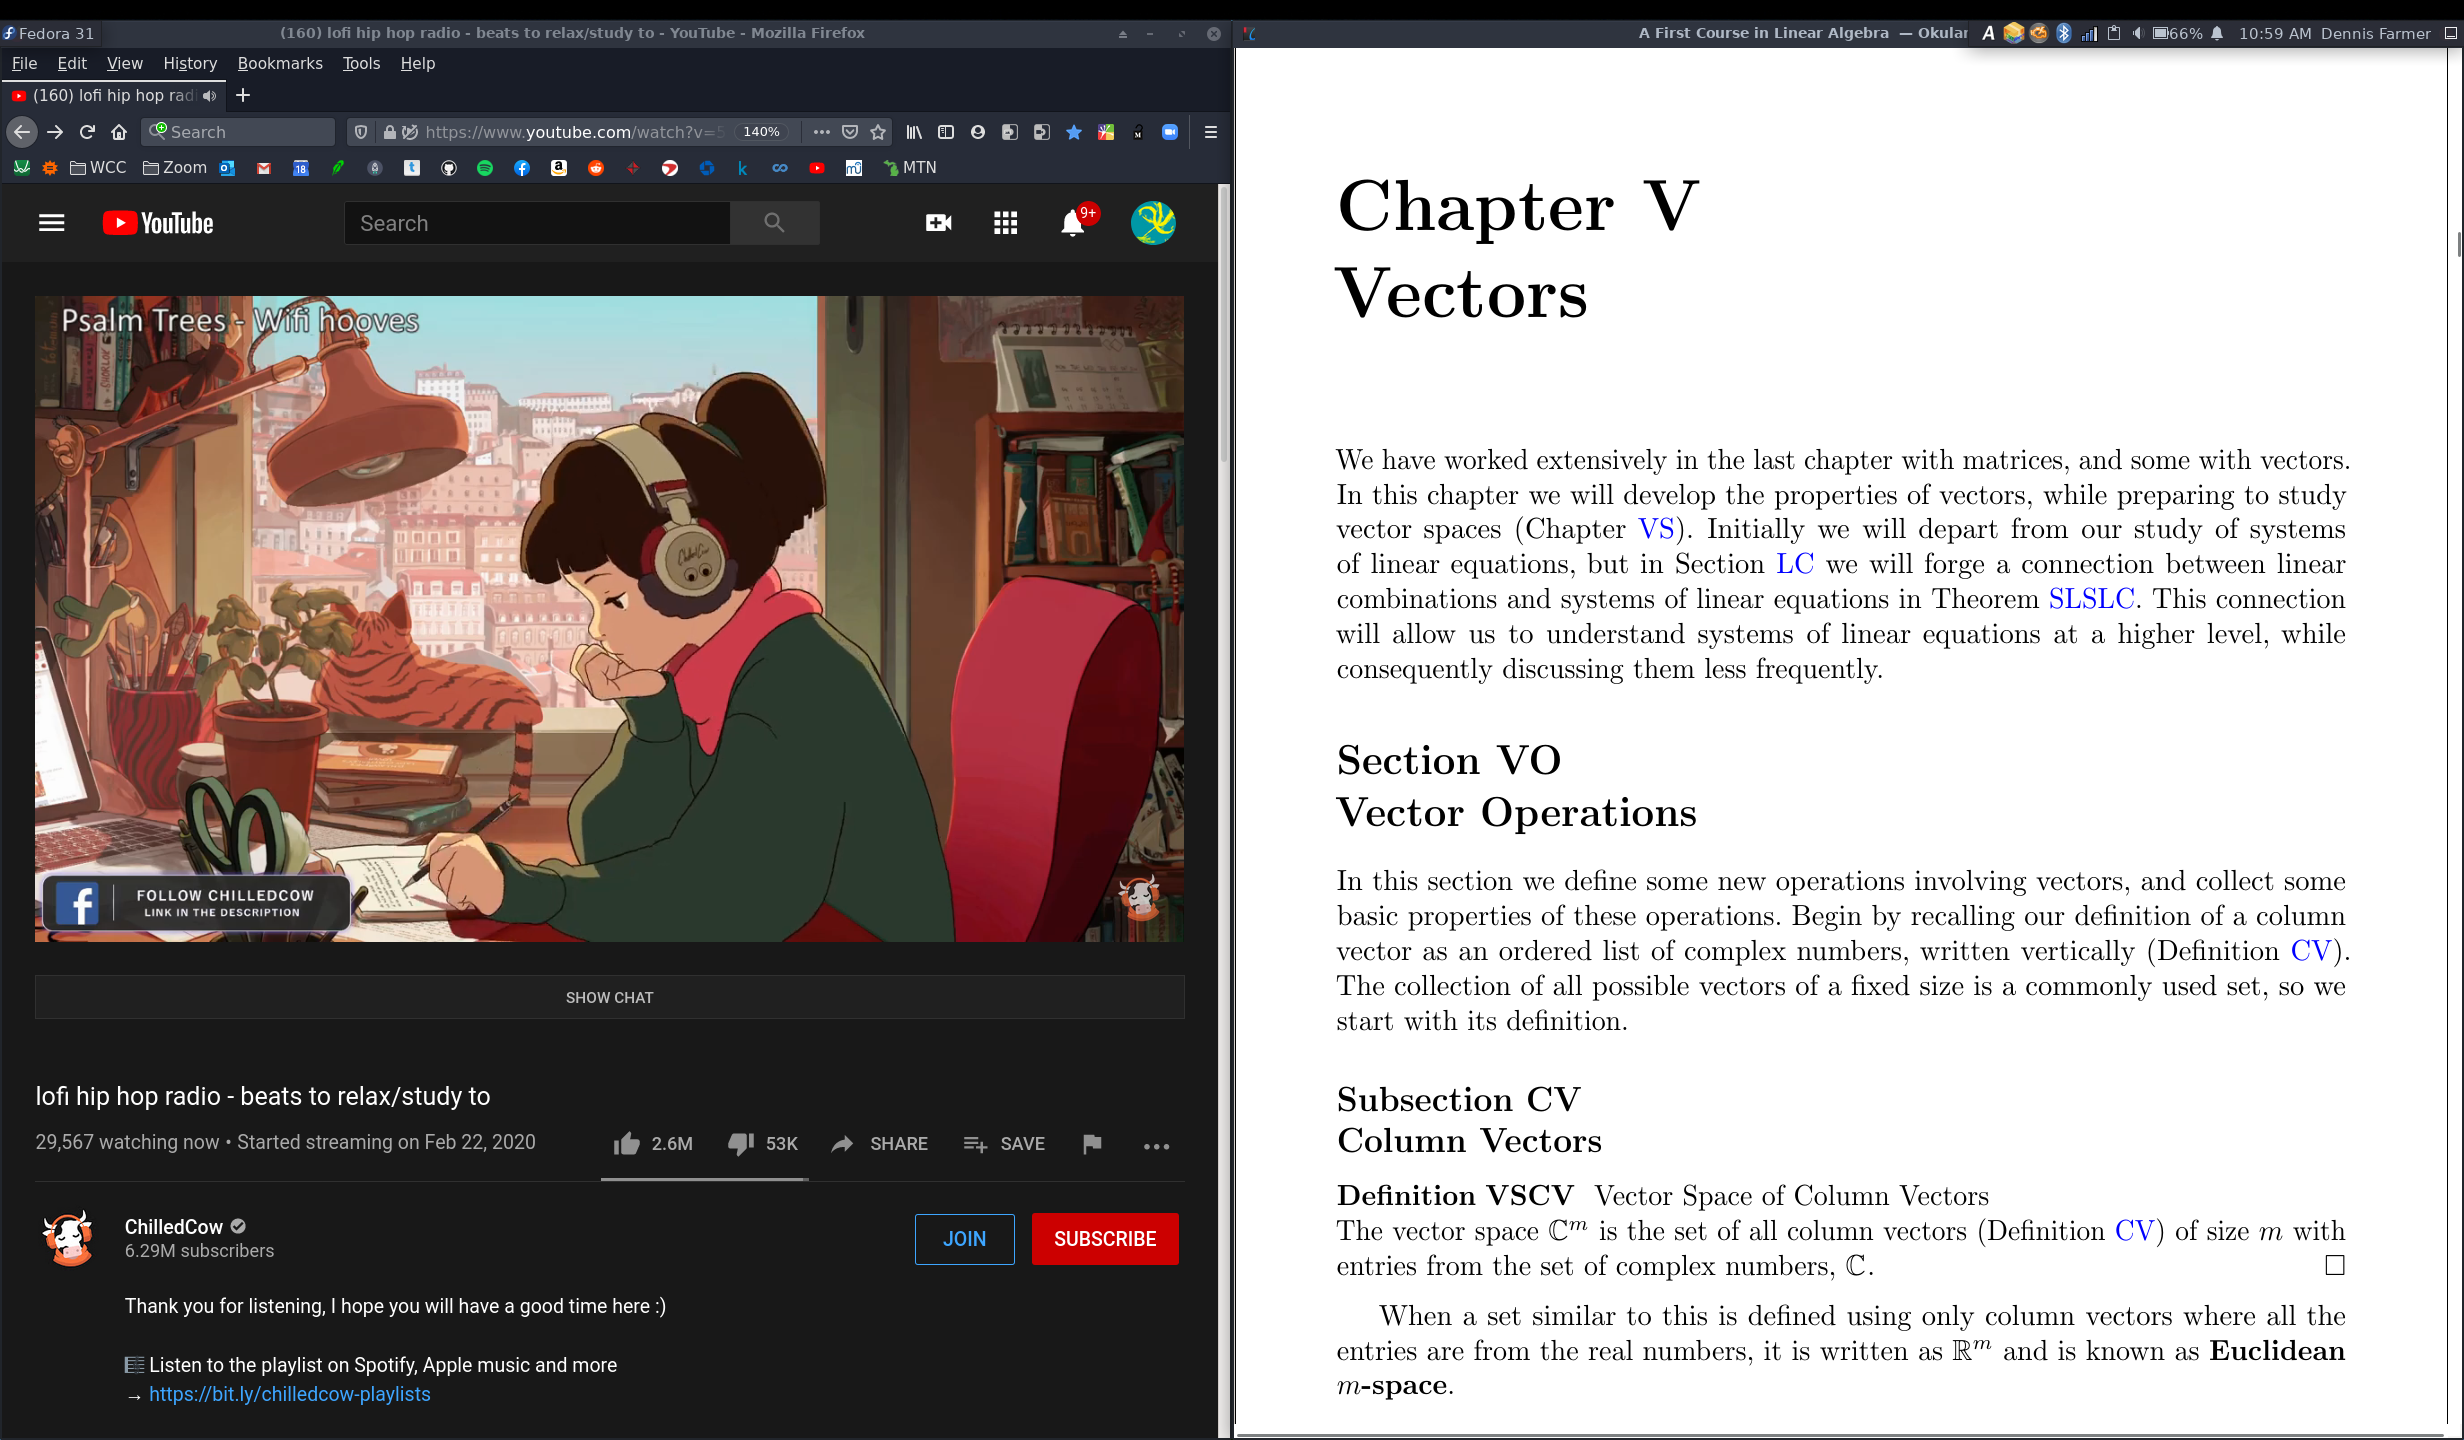 Fedora 31
(160) lofi hip hop radio - beats to relax/study to - YouTube - Mozilla Firefox
File Edit View History Bookmarks Tools Help
(160) lofi hip hop rad
Search
https://www.youtube.com/watch?v=5
140%
WCC Zoom 18 MTN
YouTube
Search
9+
Psalm Trees - Wifi hooves
ChilledCow
FOLLOW CHILLEDCOW
LINK IN THE DESCRIPTION
SHOW CHAT
lofi hip hop radio - beats to relax/study to
29,567 watching now • Started streaming on Feb 22, 2020
2.6M 53K SHARE SAVE
ChilledCow
6.29M subscribers
JOIN SUBSCRIBE
Thank you for listening, I hope you will have a good time here :)
Listen to the playlist on Spotify, Apple music and more
→ https://bit.ly/chilledcow-playlists
A First Course in Linear Algebra — Okular
66% 10:59 AM Dennis Farmer
Chapter V
Vectors
We have worked extensively in the last chapter with matrices, and some with vectors.
In this chapter we will develop the properties of vectors, while preparing to study
vector spaces (Chapter VS). Initially we will depart from our study of systems
of linear equations, but in Section LC we will forge a connection between linear
combinations and systems of linear equations in Theorem SLSLC. This connection
will allow us to understand systems of linear equations at a higher level, while
consequently discussing them less frequently.
Section VO
Vector Operations
In this section we define some new operations involving vectors, and collect some
basic properties of these operations. Begin by recalling our definition of a column
vector as an ordered list of complex numbers, written vertically (Definition CV).
The collection of all possible vectors of a fixed size is a commonly used set, so we
start with its definition.
Subsection CV
Column Vectors
Definition VSCV Vector Space of Column Vectors
The vector space ℂᵐ is the set of all column vectors (Definition CV) of size m with
entries from the set of complex numbers, ℂ. □
When a set similar to this is defined using only column vectors where all the
entries are from the real numbers, it is written as ℝᵐ and is known as Euclidean
m-space.